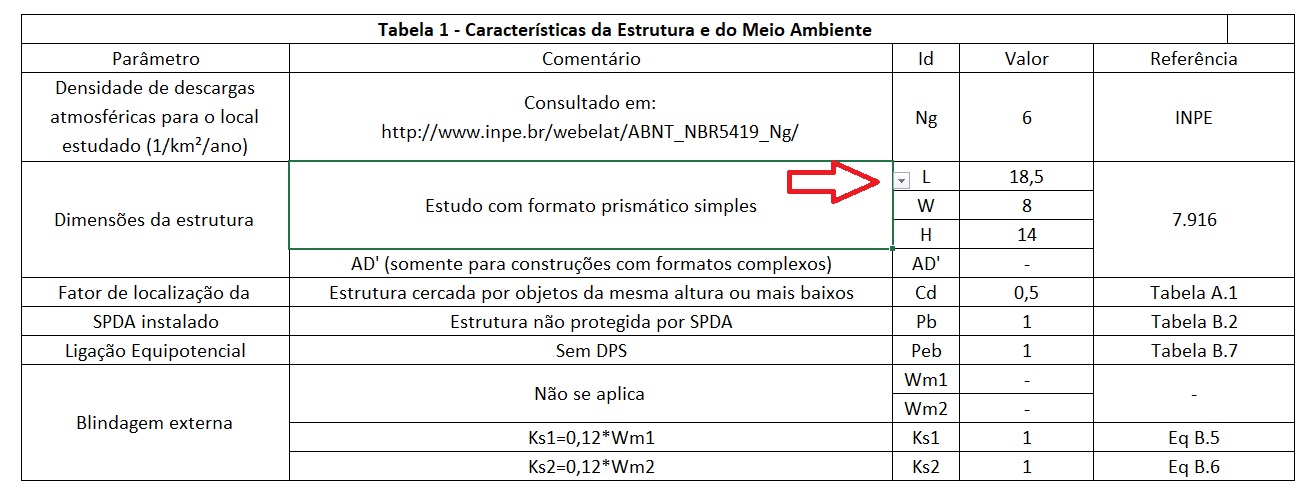 Tabela 1 - Características da Estrutura e do Meio Ambiente
Parâmetro Comentário Id Valor Referência
Densidade de descargas
atmosféricas para o local
estudado (1/km²/ano)
Consultado em:
http://www.inpe.br/webelat/ABNT_NBR5419_Ng/
Ng 6 INPE
Dimensões da estrutura
Estudo com formato prismático simples
L 18,5
W 8
H 14
7.916
AD' (somente para construções com formatos complexos) AD' -
Fator de localização da Estrutura cercada por objetos da mesma altura ou mais baixos Cd 0,5 Tabela A.1
SPDA instalado Estrutura não protegida por SPDA Pb 1 Tabela B.2
Ligação Equipotencial Sem DPS Peb 1 Tabela B.7
Blindagem externa
Não se aplica
Wm1 -
Wm2 -
-
Ks1=0,12*Wm1 Ks1 1 Eq B.5
Ks2=0,12*Wm2 Ks2 1 Eq B.6